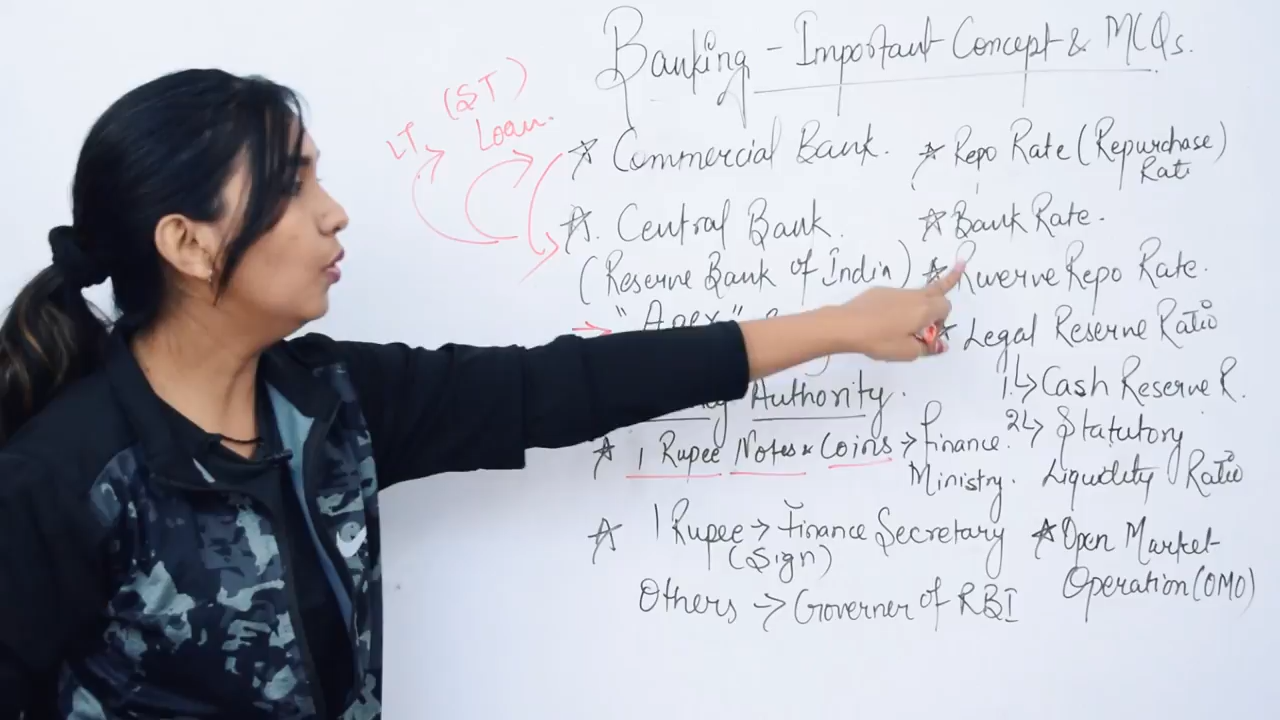 Banking - Important Concept & MCQs.
(ST)
LT
Loan.
Commercial Bank.
Central Bank.
(Reserve Bank of India)
"Apex"
Authority.
1 Rupee Notes & Coins → Finance
Ministry.
1 Rupee → Finance Secretary
(Sign)
Others → Governer of RBI
Repo Rate (Repurchase)
Rate
Bank Rate.
Reverve Repo Rate.
Legal Reserve Ratio
1. ↳ Cash Reserve R.
2 ↳ Statutory
Liquidity Ratio
Open Market
Operation (OMO)